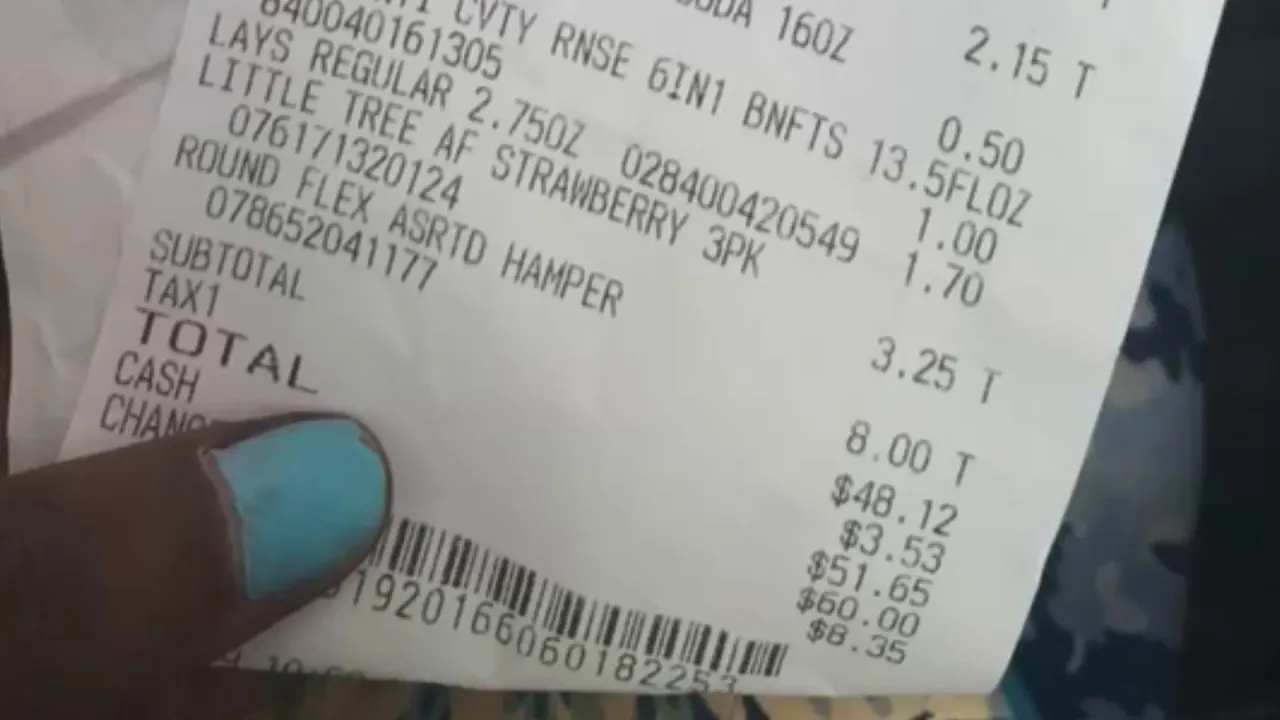 2.15 T
16OZ
0.50
CVTY RNSE 6IN1 BNFTS 13.5FLOZ
840040161305 1.00
LAYS REGULAR 2.75OZ 028400420549 1.70
LITTLE TREE AF STRAWBERRY 3PK
076171320124 3.25 T
ROUND FLEX ASRTD HAMPER
078652041177 8.00 T
SUBTOTAL $48.12
TAX1 $3.53
TOTAL $51.65
CASH $60.00
$8.35